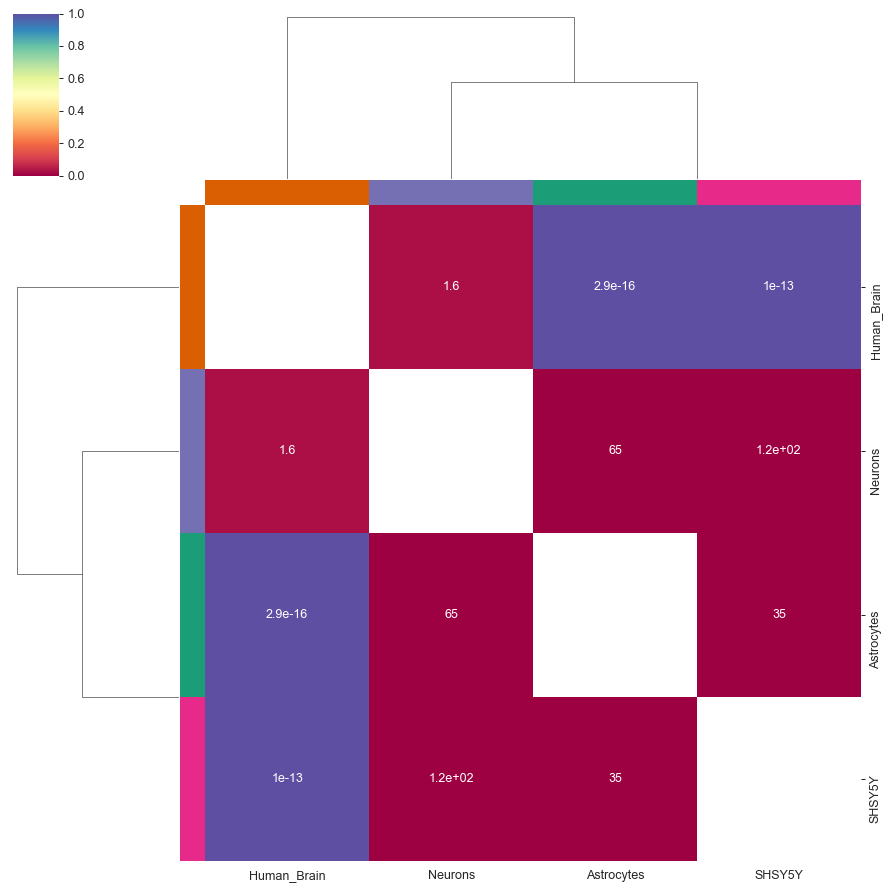 1.0
0.8
0.6
0.4
0.2
0.0
1.6 2.9e-16 1e-13
Human_Brain
1.6 65 1.2e+02
Neurons
2.9e-16 65 35
Astrocytes
1e-13 1.2e+02 35
SHSY5Y
Human_Brain Neurons Astrocytes SHSY5Y